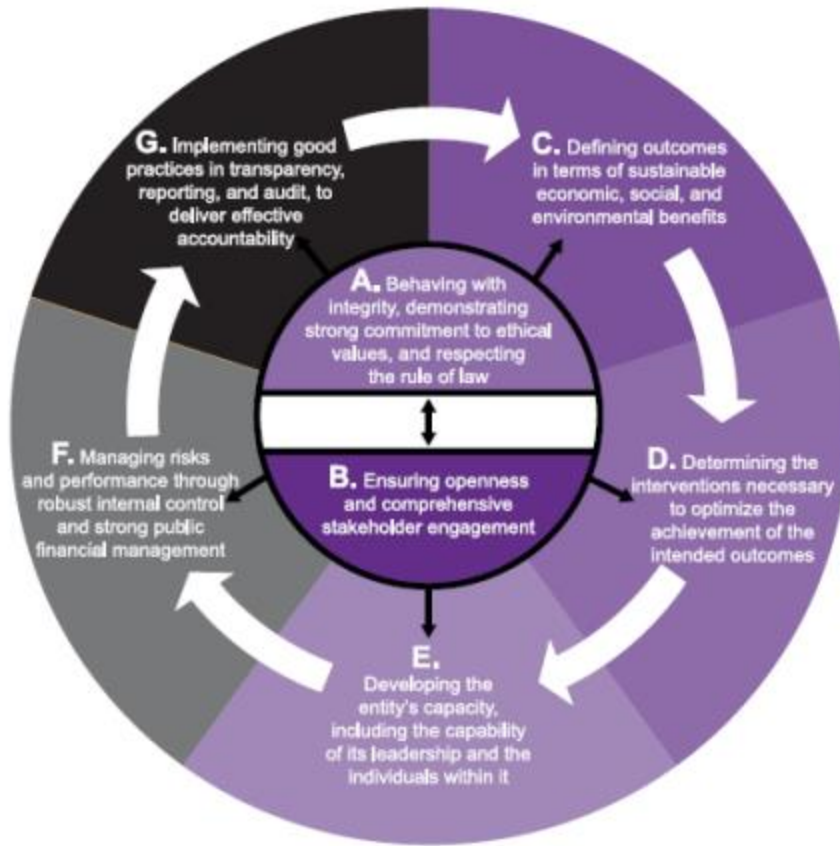 G. Implementing good
practices in transparency,
reporting, and audit, to
deliver effective
accountability
C. Defining outcomes
in terms of sustainable
economic, social, and
environmental benefits
A. Behaving with
integrity, demonstrating
strong commitment to ethical
values, and respecting
the rule of law
B. Ensuring openness
and comprehensive
stakeholder engagement
F. Managing risks
and performance through
robust internal control
and strong public
financial management
D. Determining the
interventions necessary
to optimize the
achievement of the
intended outcomes
E.
Developing the
entity's capacity,
including the capability
of its leadership and the
individuals within it